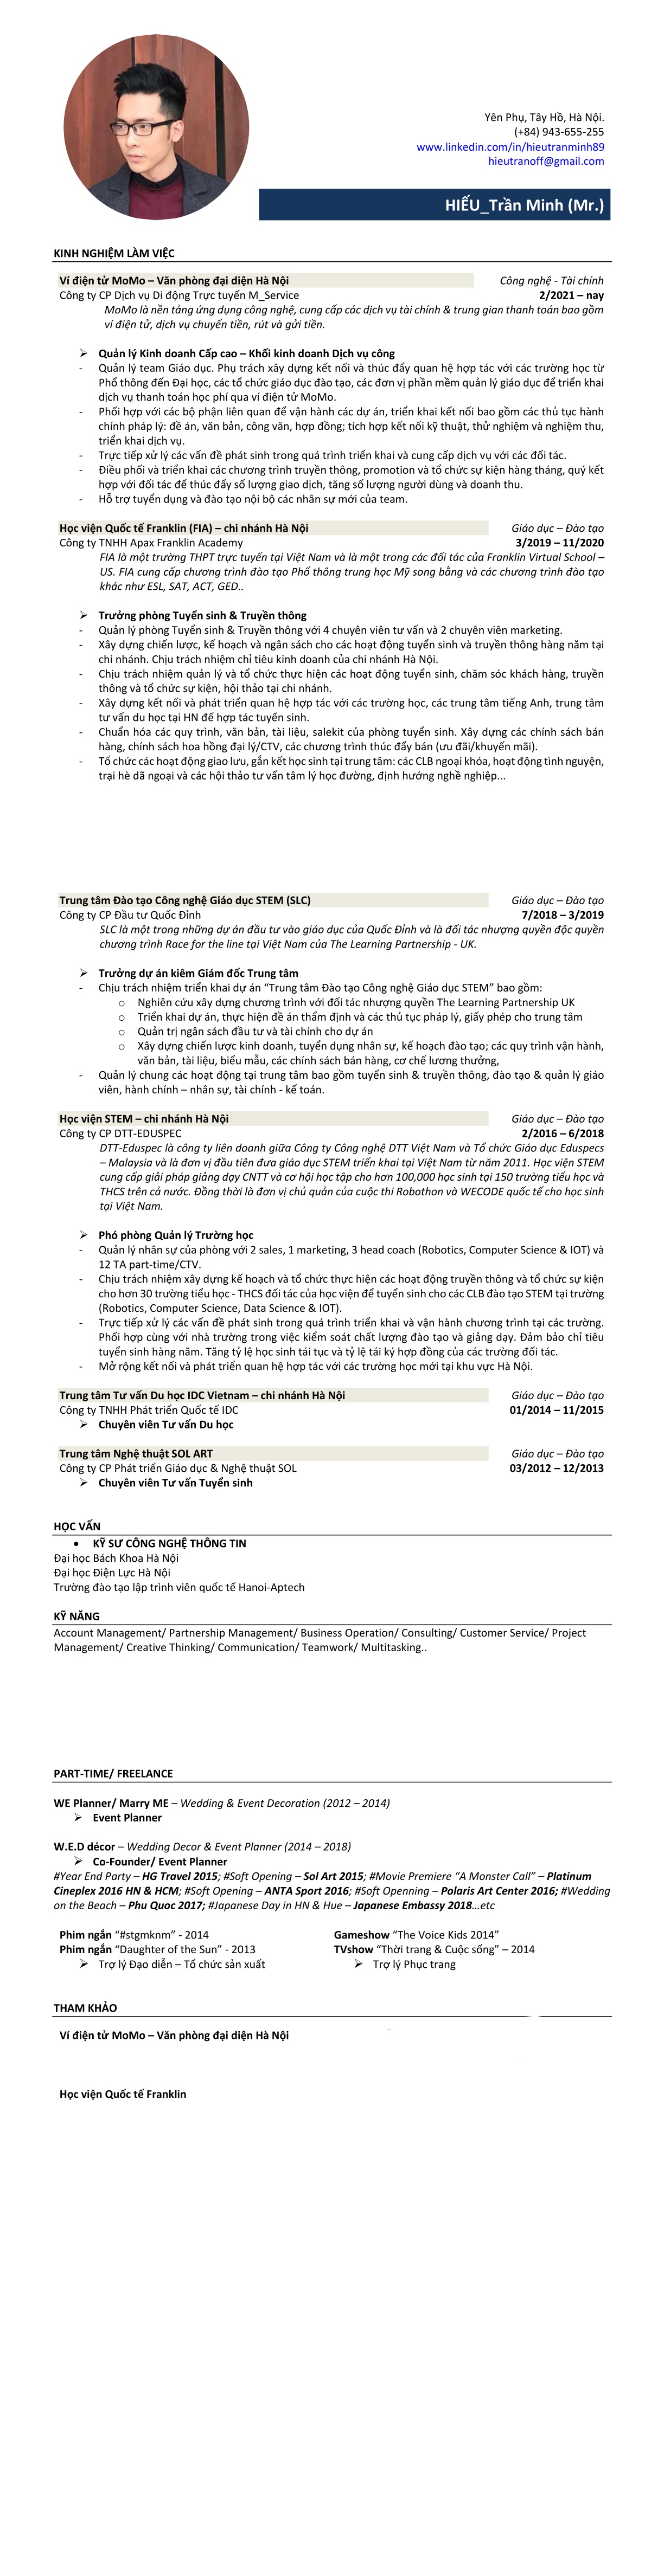 Yên Phụ, Tây Hồ, Hà Nội.
(+84) 943-655-255
www.linkedin.com/in/hieutranminh89
hieutranoff@gmail.com
HIẾU_Trần Minh (Mr.)
KINH NGHIỆM LÀM VIỆC
Ví điện tử MoMo – Văn phòng đại diện Hà Nội Công nghệ - Tài chính
Công ty CP Dịch vụ Di động Trực tuyến M_Service 2/2021 – nay
MoMo là nền tảng ứng dụng công nghệ, cung cấp các dịch vụ tài chính & trung gian thanh toán bao gồm
ví điện tử, dịch vụ chuyển tiền, rút và gửi tiền.
➢ Quản lý Kinh doanh Cấp cao – Khối kinh doanh Dịch vụ công
- Quản lý team Giáo dục. Phụ trách xây dựng kết nối và thúc đẩy quan hệ hợp tác với các trường học từ
Phổ thông đến Đại học, các tổ chức giáo dục đào tạo, các đơn vị phần mềm quản lý giáo dục để triển khai
dịch vụ thanh toán học phí qua ví điện tử MoMo.
- Phối hợp với các bộ phận liên quan để vận hành các dự án, triển khai kết nối bao gồm các thủ tục hành
chính pháp lý: đề án, văn bản, công văn, hợp đồng; tích hợp kết nối kỹ thuật, thử nghiệm và nghiệm thu,
triển khai dịch vụ.
- Trực tiếp xử lý các vấn đề phát sinh trong quá trình triển khai và cung cấp dịch vụ với các đối tác.
- Điều phối và triển khai các chương trình truyền thông, promotion và tổ chức sự kiện hàng tháng, quý kết
hợp với đối tác để thúc đẩy số lượng giao dịch, tăng số lượng người dùng và doanh thu.
- Hỗ trợ tuyển dụng và đào tạo nội bộ các nhân sự mới của team.
Học viện Quốc tế Franklin (FIA) – chi nhánh Hà Nội Giáo dục – Đào tạo
Công ty TNHH Apax Franklin Academy 3/2019 – 11/2020
FIA là một trường THPT trực tuyến tại Việt Nam và là một trong các đối tác của Franklin Virtual School –
US. FIA cung cấp chương trình đào tạo Phổ thông trung học Mỹ song bằng và các chương trình đào tạo
khác như ESL, SAT, ACT, GED..
➢ Trưởng phòng Tuyển sinh & Truyền thông
- Quản lý phòng Tuyển sinh & Truyền thông với 4 chuyên viên tư vấn và 2 chuyên viên marketing.
- Xây dựng chiến lược, kế hoạch và ngân sách cho các hoạt động tuyển sinh và truyền thông hàng năm tại
chi nhánh. Chịu trách nhiệm chỉ tiêu kinh doanh của chi nhánh Hà Nội.
- Chịu trách nhiệm quản lý và tổ chức thực hiện các hoạt động tuyển sinh, chăm sóc khách hàng, truyền
thông và tổ chức sự kiện, hội thảo tại chi nhánh.
- Xây dựng kết nối và phát triển quan hệ hợp tác với các trường học, các trung tâm tiếng Anh, trung tâm
tư vấn du học tại HN để hợp tác tuyển sinh.
- Chuẩn hóa các quy trình, văn bản, tài liệu, salekit của phòng tuyển sinh. Xây dựng các chính sách bán
hàng, chính sách hoa hồng đại lý/CTV, các chương trình thúc đẩy bán (ưu đãi/khuyến mãi).
- Tổ chức các hoạt động giao lưu, gắn kết học sinh tại trung tâm: các CLB ngoại khóa, hoạt động tình nguyện,
trại hè dã ngoại và các hội thảo tư vấn tâm lý học đường, định hướng nghề nghiệp...
Trung tâm Đào tạo Công nghệ Giáo dục STEM (SLC) Giáo dục – Đào tạo
Công ty CP Đầu tư Quốc Đỉnh 7/2018 – 3/2019
SLC là một trong những dự án đầu tư vào giáo dục của Quốc Đỉnh và là đối tác nhượng quyền độc quyền
chương trình Race for the line tại Việt Nam của The Learning Partnership - UK.
➢ Trưởng dự án kiêm Giám đốc Trung tâm
- Chịu trách nhiệm triển khai dự án “Trung tâm Đào tạo Công nghệ Giáo dục STEM” bao gồm:
o Nghiên cứu xây dựng chương trình với đối tác nhượng quyền The Learning Partnership UK
o Triển khai dự án, thực hiện đề án thẩm định và các thủ tục pháp lý, giấy phép cho trung tâm
o Quản trị ngân sách đầu tư và tài chính cho dự án
o Xây dựng chiến lược kinh doanh, tuyển dụng nhân sự, kế hoạch đào tạo; các quy trình vận hành,
văn bản, tài liệu, biểu mẫu, các chính sách bán hàng, cơ chế lương thưởng,
- Quản lý chung các hoạt động tại trung tâm bao gồm tuyển sinh & truyền thông, đào tạo & quản lý giáo
viên, hành chính – nhân sự, tài chính - kế toán.
Học viện STEM – chi nhánh Hà Nội Giáo dục – Đào tạo
Công ty CP DTT-EDUSPEC 2/2016 – 6/2018
DTT-Eduspec là công ty liên doanh giữa Công ty Công nghệ DTT Việt Nam và Tổ chức Giáo dục Eduspecs
– Malaysia và là đơn vị đầu tiên đưa giáo dục STEM triển khai tại Việt Nam từ năm 2011. Học viện STEM
cung cấp giải pháp giảng dạy CNTT và cơ hội học tập cho hơn 100,000 học sinh tại 150 trường tiểu học và
THCS trên cả nước. Đồng thời là đơn vị chủ quản của cuộc thi Robothon và WECODE quốc tế cho học sinh
tại Việt Nam.
➢ Phó phòng Quản lý Trường học
- Quản lý nhân sự của phòng với 2 sales, 1 marketing, 3 head coach (Robotics, Computer Science & IOT) và
12 TA part-time/CTV.
- Chịu trách nhiệm xây dựng kế hoạch và tổ chức thực hiện các hoạt động truyền thông và tổ chức sự kiện
cho hơn 30 trường tiểu học - THCS đối tác của học viện để tuyển sinh cho các CLB đào tạo STEM tại trường
(Robotics, Computer Science, Data Science & IOT).
- Trực tiếp xử lý các vấn đề phát sinh trong quá trình triển khai và vận hành chương trình tại các trường.
Phối hợp cùng với nhà trường trong việc kiểm soát chất lượng đào tạo và giảng dạy. Đảm bảo chỉ tiêu
tuyển sinh hàng năm. Tăng tỷ lệ học sinh tái tục và tỷ lệ tái ký hợp đồng của các trường đối tác.
- Mở rộng kết nối và phát triển quan hệ hợp tác với các trường học mới tại khu vực Hà Nội.
Trung tâm Tư vấn Du học IDC Vietnam – chi nhánh Hà Nội Giáo dục – Đào tạo
Công ty TNHH Phát triển Quốc tế IDC 01/2014 – 11/2015
➢ Chuyên viên Tư vấn Du học
Trung tâm Nghệ thuật SOL ART Giáo dục – Đào tạo
Công ty CP Phát triển Giáo dục & Nghệ thuật SOL 03/2012 – 12/2013
➢ Chuyên viên Tư vấn Tuyển sinh
HỌC VẤN
• KỸ SƯ CÔNG NGHỆ THÔNG TIN
Đại học Bách Khoa Hà Nội
Đại học Điện Lực Hà Nội
Trường đào tạo lập trình viên quốc tế Hanoi-Aptech
KỸ NĂNG
Account Management/ Partnership Management/ Business Operation/ Consulting/ Customer Service/ Project
Management/ Creative Thinking/ Communication/ Teamwork/ Multitasking..
PART-TIME/ FREELANCE
WE Planner/ Marry ME – Wedding & Event Decoration (2012 – 2014)
➢ Event Planner
W.E.D décor – Wedding Decor & Event Planner (2014 – 2018)
➢ Co-Founder/ Event Planner
#Year End Party – HG Travel 2015; #Soft Opening – Sol Art 2015; #Movie Premiere “A Monster Call” – Platinum
Cineplex 2016 HN & HCM; #Soft Opening – ANTA Sport 2016; #Soft Openning – Polaris Art Center 2016; #Wedding
on the Beach – Phu Quoc 2017; #Japanese Day in HN & Hue – Japanese Embassy 2018...etc
Phim ngắn “#stgmknm” - 2014 Gameshow “The Voice Kids 2014”
Phim ngắn “Daughter of the Sun” - 2013 TVshow “Thời trang & Cuộc sống” – 2014
➢ Trợ lý Đạo diễn – Tổ chức sản xuất ➢ Trợ lý Phục trang
THAM KHẢO
Ví điện tử MoMo – Văn phòng đại diện Hà Nội
Học viện Quốc tế Franklin